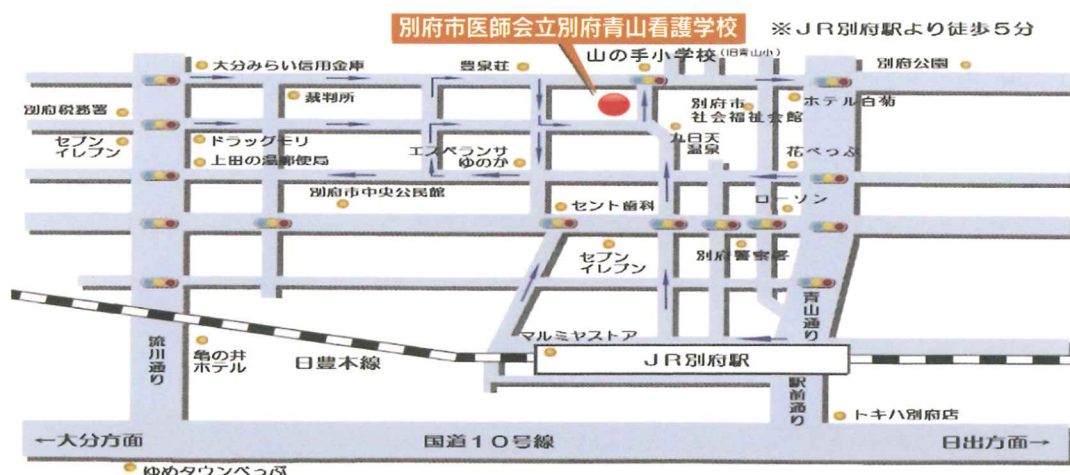 別府市医師会立別府青山看護学校
※JR別府駅より徒歩5分
山の手小学校(旧青山小)
大分みらい信用金庫
豊泉荘
別府公園
裁判所
別府税務署
別府市
社会福祉会館
ホテル白菊
セブン
イレブン
ドラッグモリ
上田の湯郵便局
エスペランサ
ゆのか
九日天
温泉
花べっぷ
別府市中央公民館
セント歯科
ローソン
セブン
イレブン
別府警察署
青山通り
流川通り
亀の井
ホテル
日豊本線
マルミヤストア
JR別府駅
駅前通り
トキハ別府店
←大分方面
国道10号線
日出方面→
ゆめタウンべっぷ